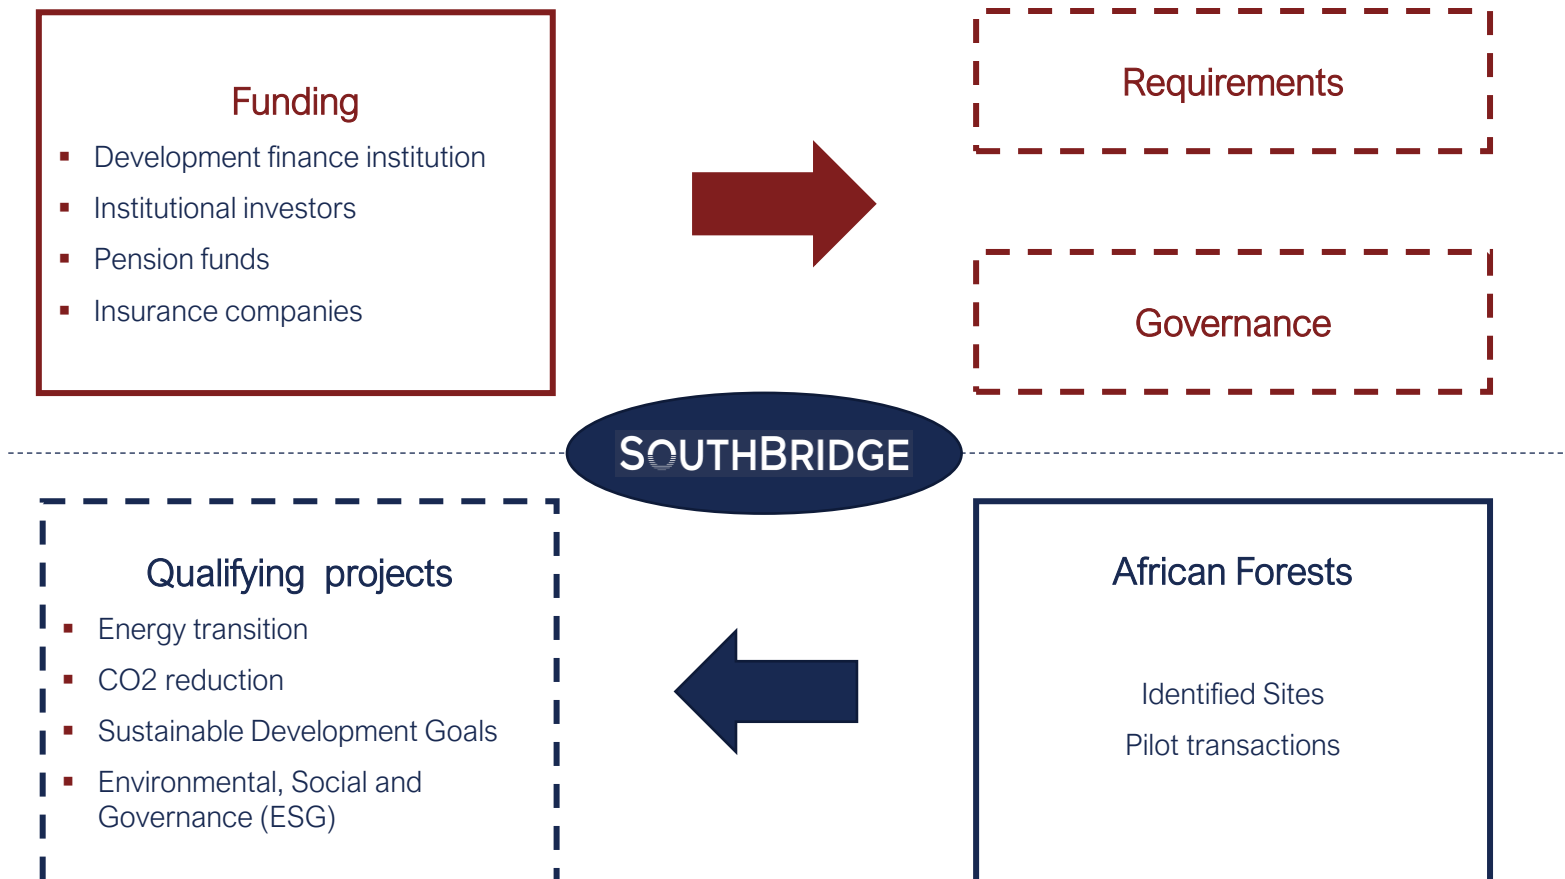 Funding
Development finance institution
Institutional investors
Pension funds
Insurance companies
Requirements
Governance
SOUTHBRIDGE
Qualifying projects
Energy transition
CO2 reduction
Sustainable Development Goals
Environmental, Social and
Governance (ESG)
African Forests
Identified Sites
Pilot transactions